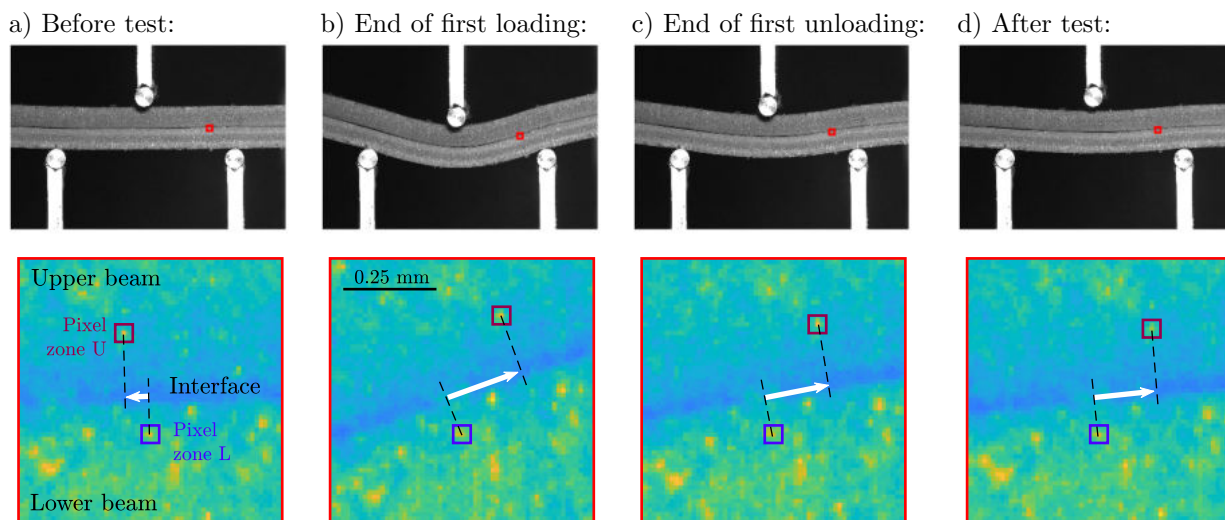 a) Before test:
b) End of first loading:
c) End of first unloading:
d) After test:
Upper beam
Pixel
zone U
Interface
Pixel
zone L
Lower beam
0.25 mm